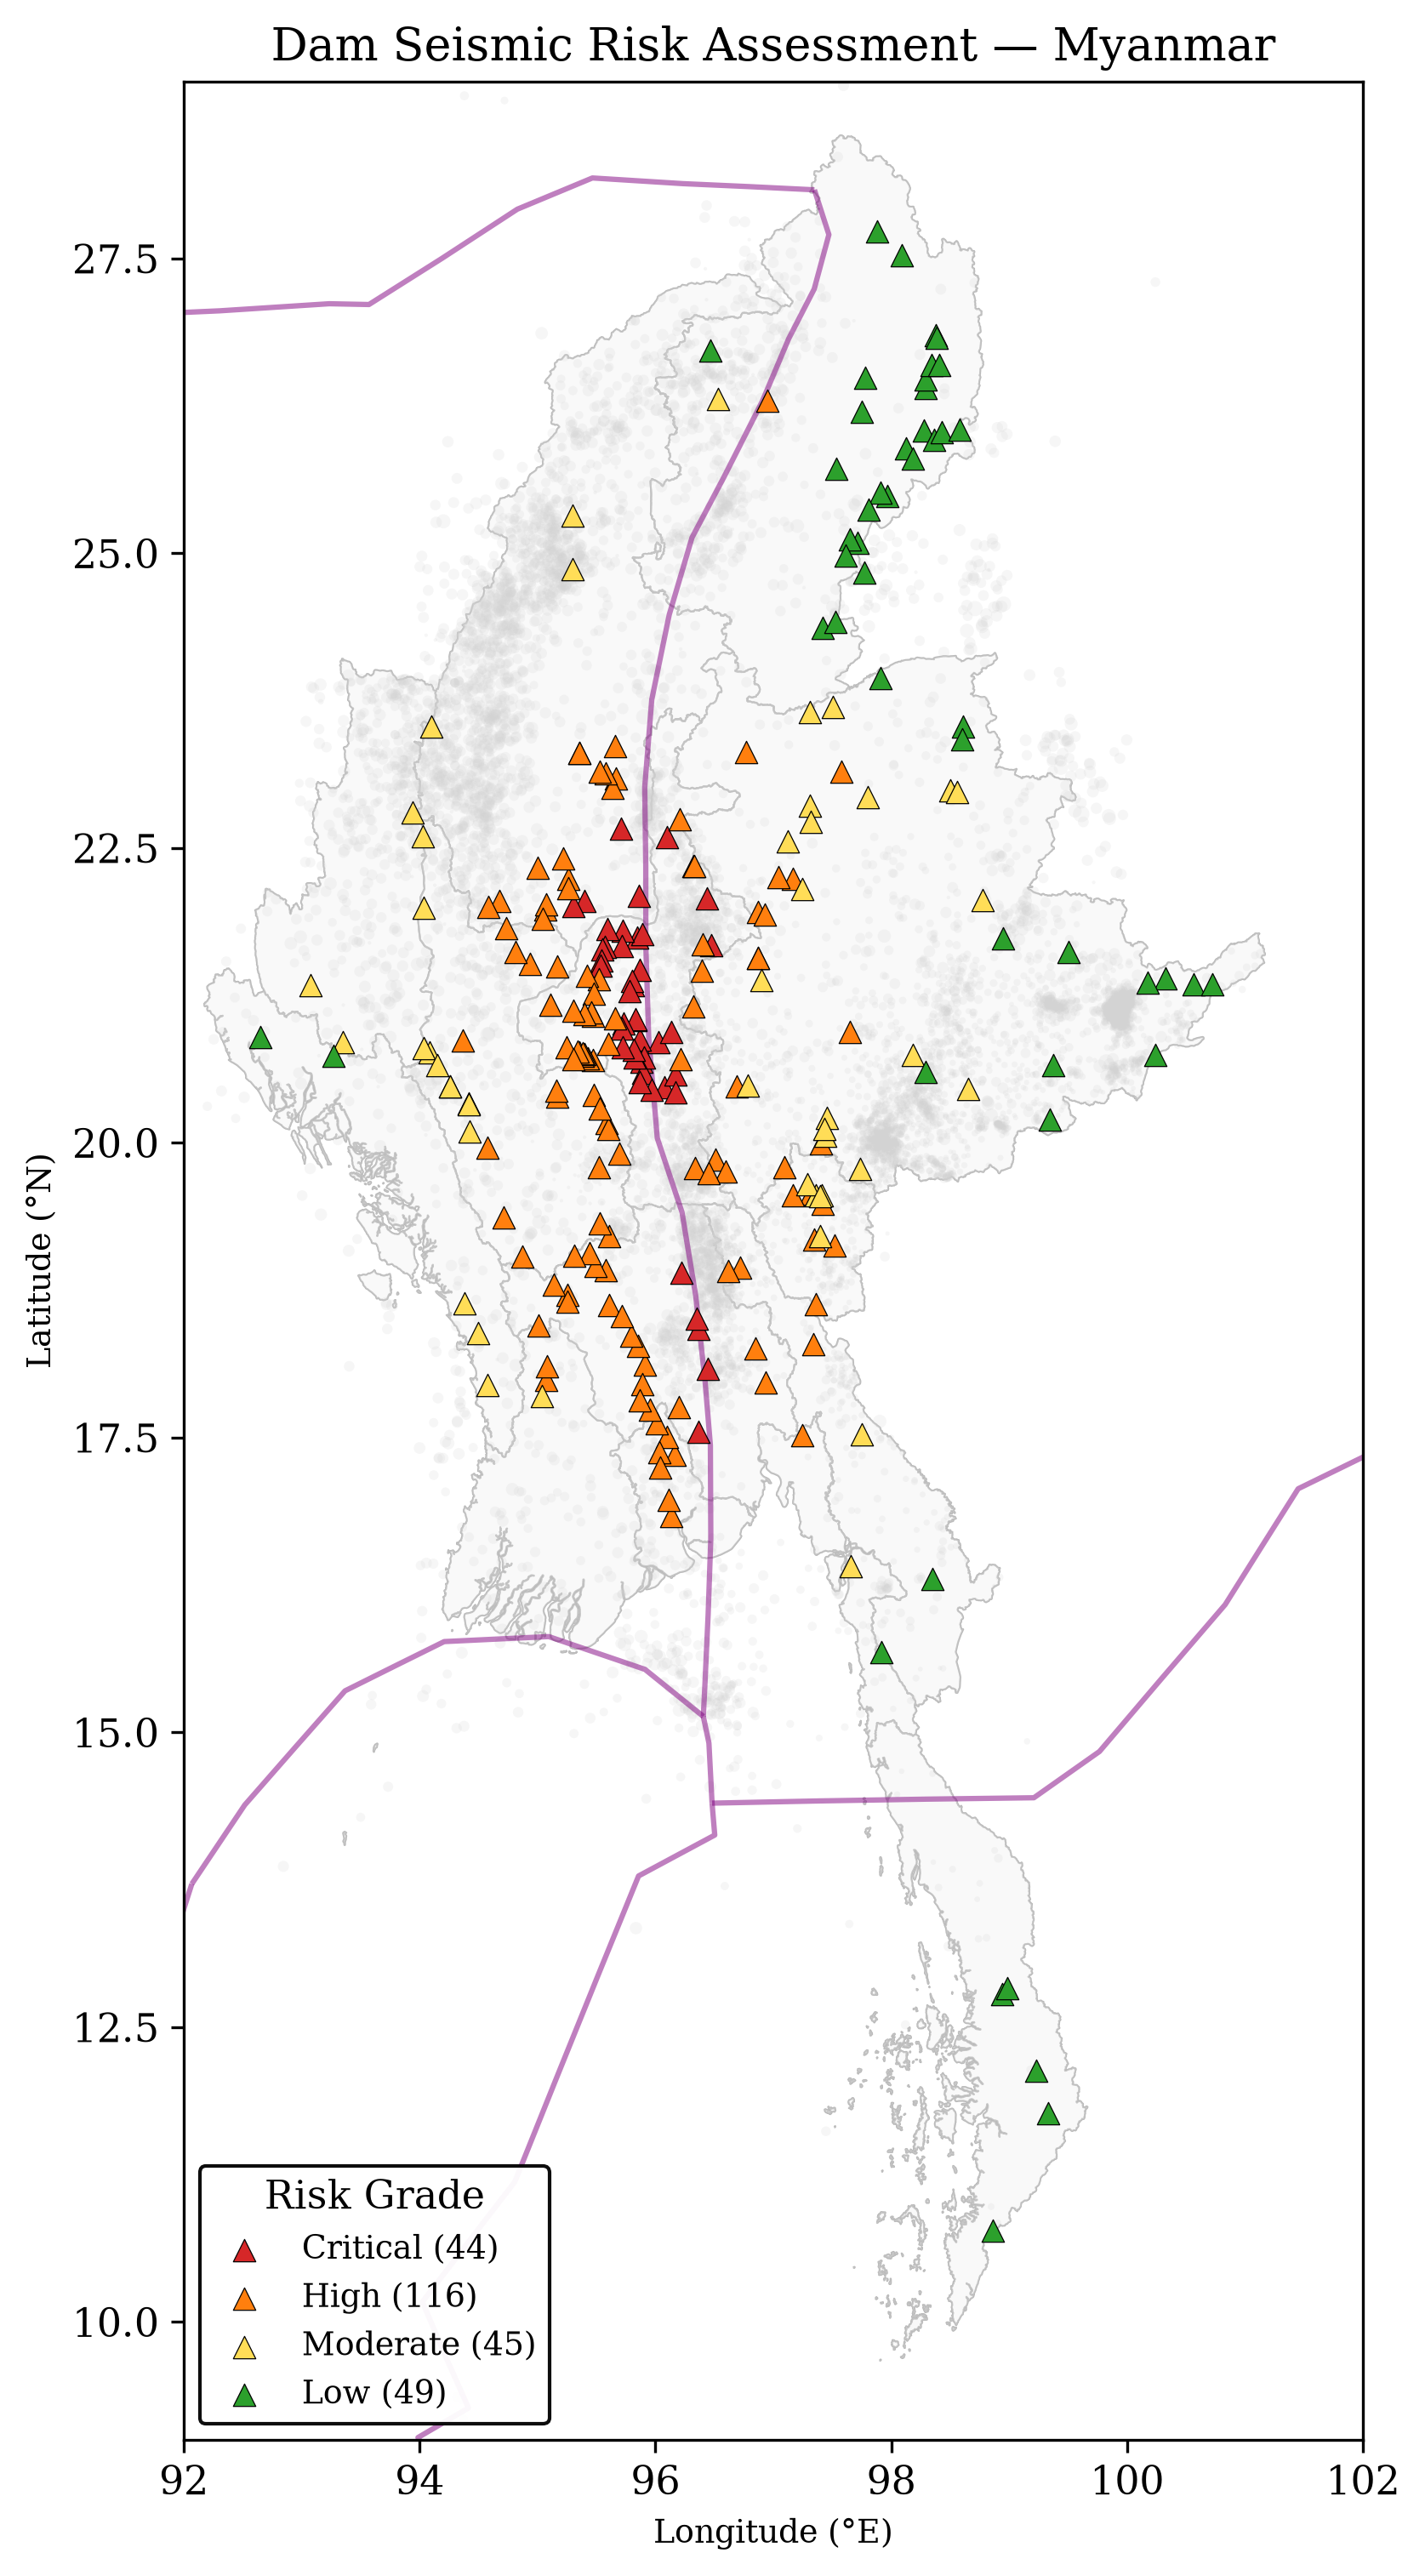 Dam Seismic Risk Assessment — Myanmar
27.5
25.0
22.5
20.0
17.5
15.0
12.5
10.0
Latitude (°N)
Risk Grade
Critical (44)
High (116)
Moderate (45)
Low (49)
92
94
96
98
100
102
Longitude (°E)